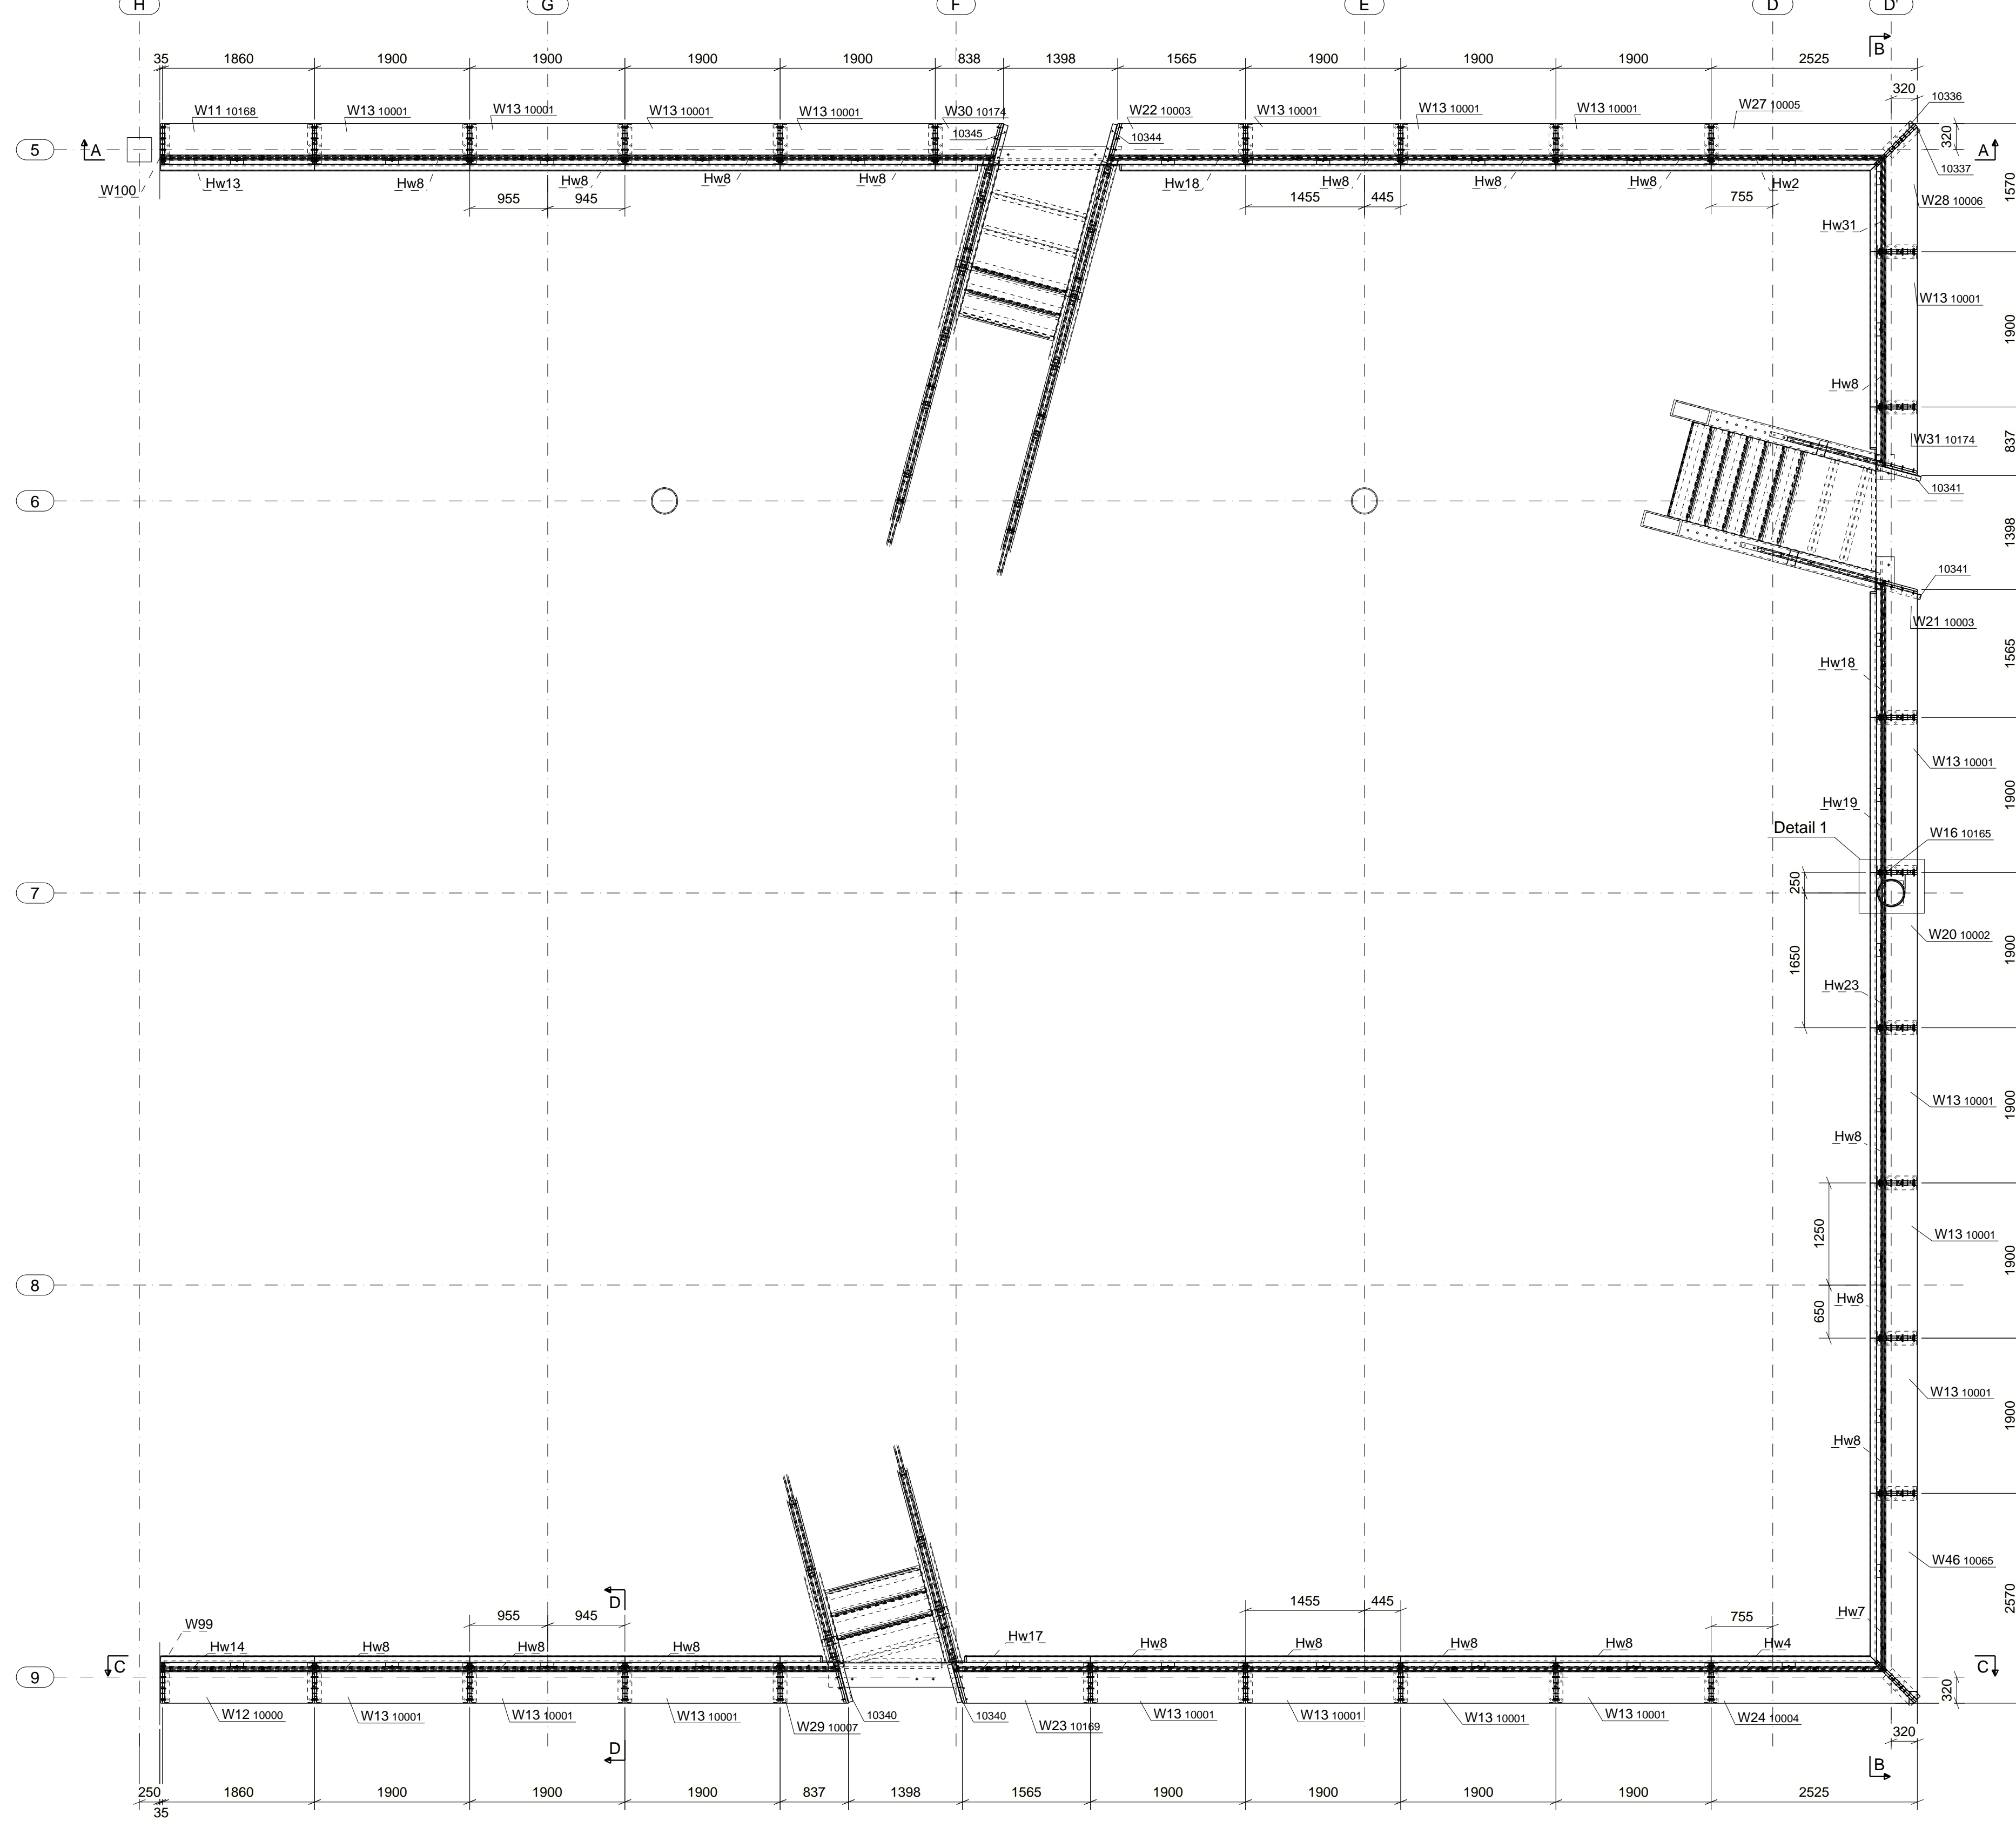 H G F E D D'
B
35 1860 1900 1900 1900 1900 838 1398 1565 1900 1900 1900 2525
320
W11 10168 W13 10001 W13 10001 W13 10001 W13 10001 W30 10174 W22 10003 W13 10001 W13 10001 W13 10001 W27 10005 10336
10345 10344 320
5 A A
10337
W100 Hw13 Hw8 Hw8 Hw8 Hw8 Hw18 Hw8 Hw8 Hw8 Hw2
1570
955 945 1455 445 755
W28 10006
Hw31
W13 10001
1900
Hw8
W31 10174
837
10341
6
1398
10341
W21 10003
1565
Hw18
W13 10001
1900
Hw19
Detail 1
W16 10165
250
7
W20 10002
1900
1650
Hw23
W13 10001
1900
Hw8
1250
W13 10001
1900
8
Hw8
650
W13 10001
1900
Hw8
W46 10065
2570
D
955 945 1455 445 755
Hw7
W99
Hw14 Hw8 Hw8 Hw8 Hw17 Hw8 Hw8 Hw8 Hw8 Hw4
C C
9
320
W12 10000 W13 10001 W13 10001 W13 10001 W29 10007 10340 10340 W23 10169 W13 10001 W13 10001 W13 10001 W13 10001 W24 10004
320
D
B
250 1860 1900 1900 1900 837 1398 1565 1900 1900 1900 1900 2525
35